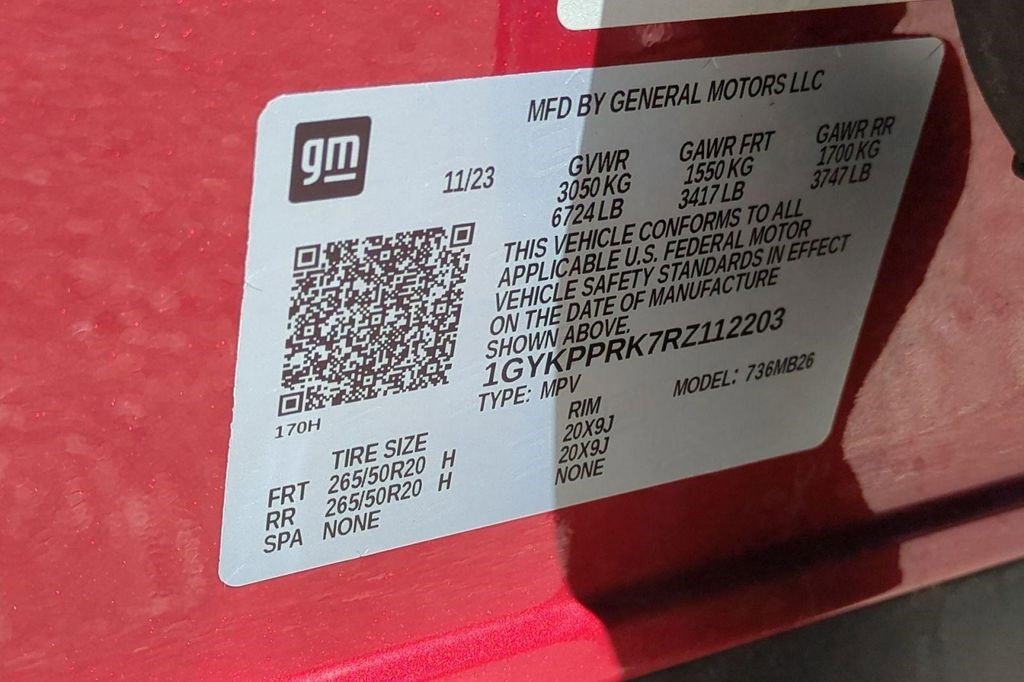 MFD BY GENERAL MOTORS LLC
gm
11/23
GVWR GAWR FRT GAWR RR
3050 KG 1550 KG 1700 KG
6724 LB 3417 LB 3747 LB
THIS VEHICLE CONFORMS TO ALL
APPLICABLE U.S. FEDERAL MOTOR
VEHICLE SAFETY STANDARDS IN EFFECT
ON THE DATE OF MANUFACTURE
SHOWN ABOVE.
1GYKPPRK7RZ112203
TYPE: MPV MODEL: 736MB26
170H
TIRE SIZE RIM
FRT 265/50R20 H 20X9J
RR 265/50R20 H 20X9J
SPA NONE NONE